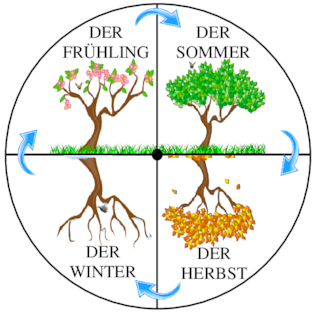 DER
FRÜHLING
DER
SOMMER
DER
WINTER
DER
HERBST